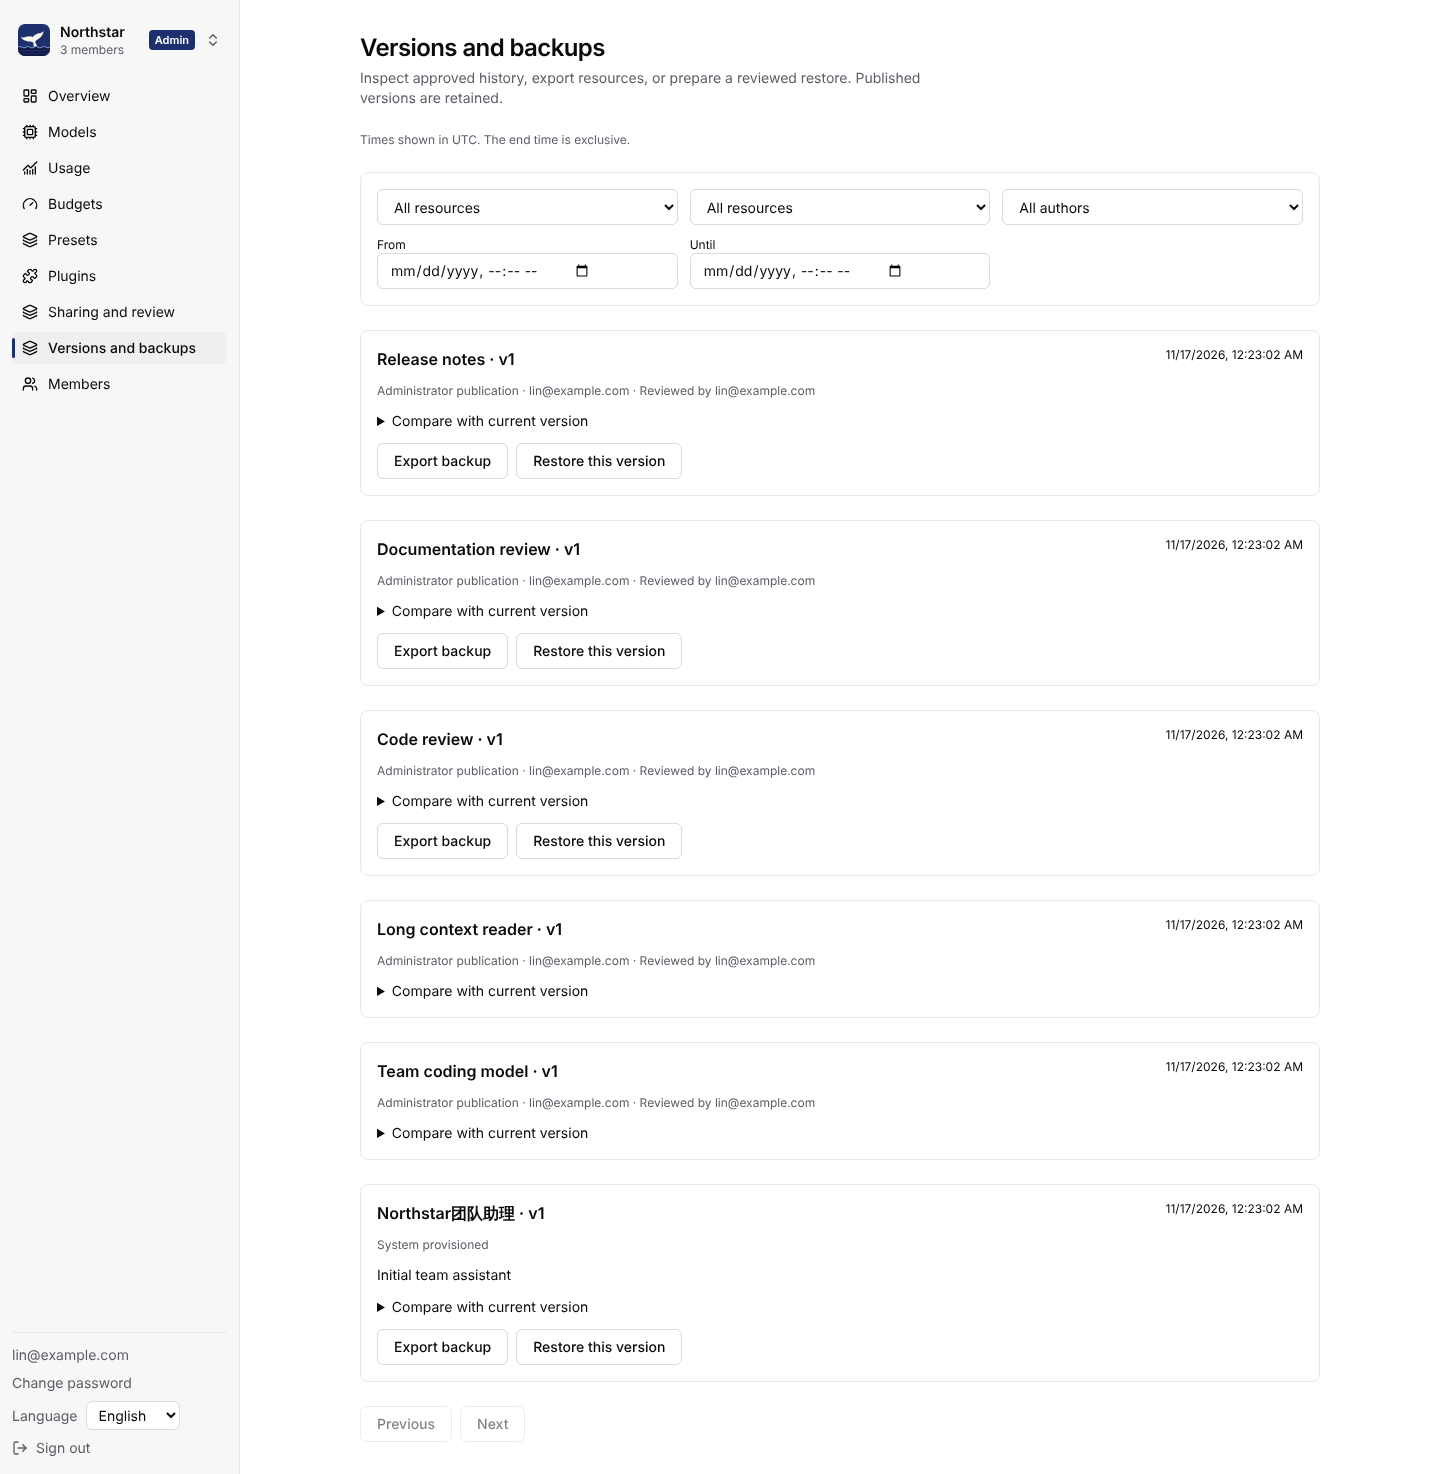 Northstar
3 members
Admin
Overview
Models
Usage
Budgets
Presets
Plugins
Sharing and review
Versions and backups
Members
lin@example.com
Change password
Language
English
Sign out
Versions and backups
Inspect approved history, export resources, or prepare a reviewed restore. Published
versions are retained.
Times shown in UTC. The end time is exclusive.
All resources
All resources
All authors
From
Until
mm/dd/yyyy, --:-- --
mm/dd/yyyy, --:-- --
Release notes · v1
11/17/2026, 12:23:02 AM
Administrator publication · lin@example.com · Reviewed by lin@example.com
Compare with current version
Export backup
Restore this version
Documentation review · v1
11/17/2026, 12:23:02 AM
Administrator publication · lin@example.com · Reviewed by lin@example.com
Compare with current version
Export backup
Restore this version
Code review · v1
11/17/2026, 12:23:02 AM
Administrator publication · lin@example.com · Reviewed by lin@example.com
Compare with current version
Export backup
Restore this version
Long context reader · v1
11/17/2026, 12:23:02 AM
Administrator publication · lin@example.com · Reviewed by lin@example.com
Compare with current version
Team coding model · v1
11/17/2026, 12:23:02 AM
Administrator publication · lin@example.com · Reviewed by lin@example.com
Compare with current version
Northstar团队助理 · v1
11/17/2026, 12:23:02 AM
System provisioned
Initial team assistant
Compare with current version
Export backup
Restore this version
Previous
Next